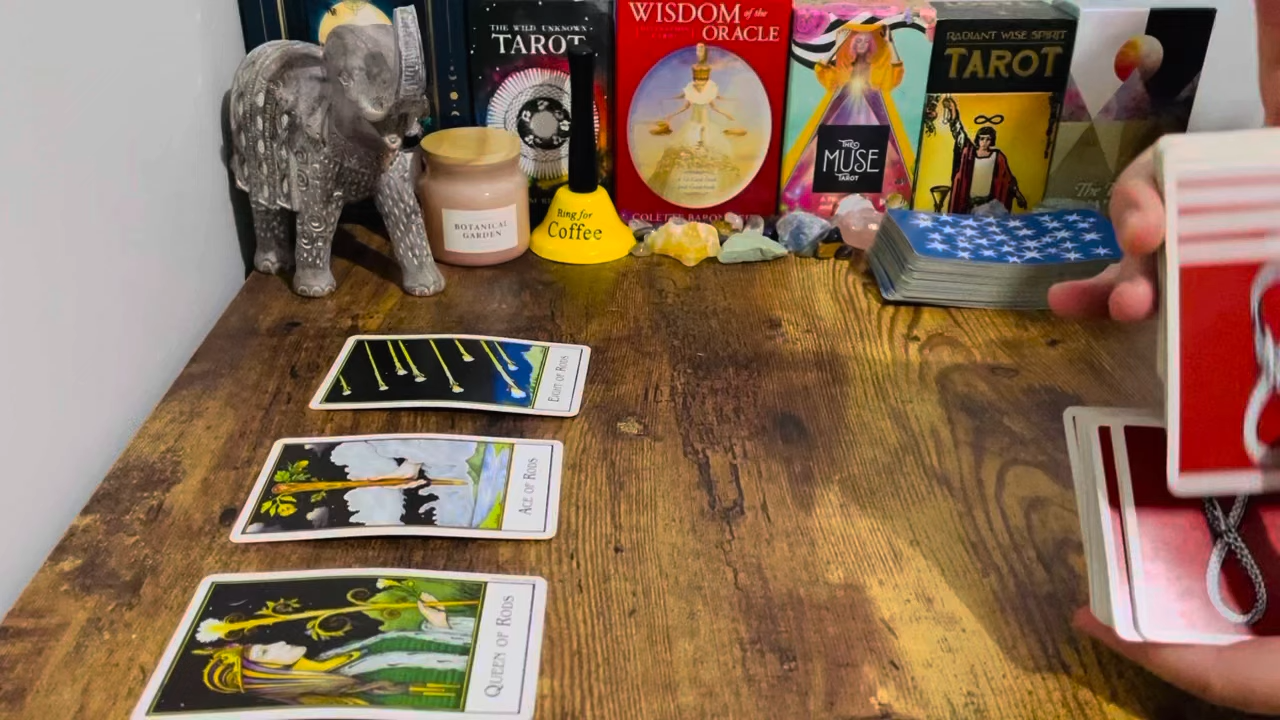 THE WILD UNKNOWN
TAROT
WISDOM of the
ORACLE
COLETTE BARON
THE
MUSE
TAROT
RADIANT WISE SPIRIT
TAROT
BOTANICAL
GARDEN
Ring for
Coffee
EIGHT OF RODS
ACE OF RODS
QUEEN OF RODS